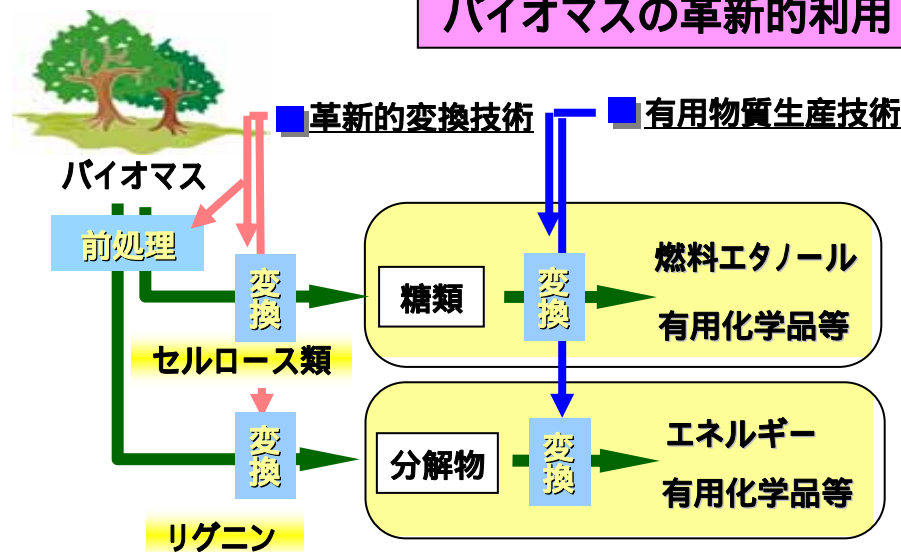 バイオマスの革新的利用
革新的変換技術
有用物質生産技術
バイオマス
前処理
変換
糖類
変換
燃料エタノール
有用化学品等
セルロース類
変換
分解物
変換
エネルギー
有用化学品等
リグニン